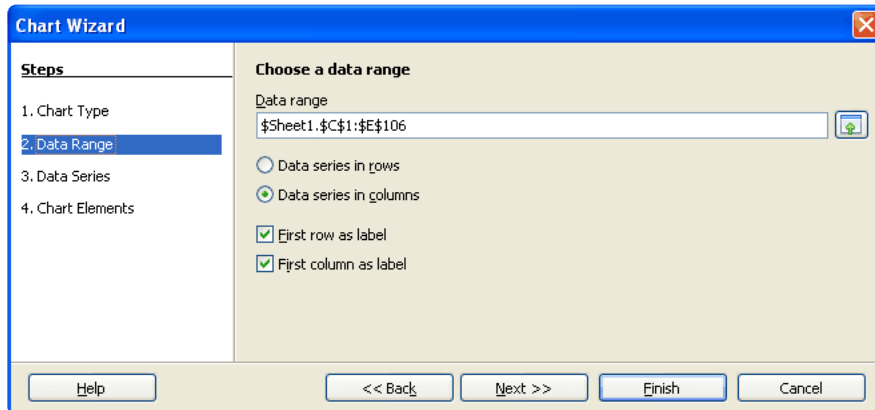 Chart Wizard
Steps
1. Chart Type
2. Data Range
3. Data Series
4. Chart Elements
Choose a data range
Data range
$Sheet1.$C$1:$E$106
Data series in rows
Data series in columns
First row as label
First column as label
Help
<< Back
Next >>
Finish
Cancel